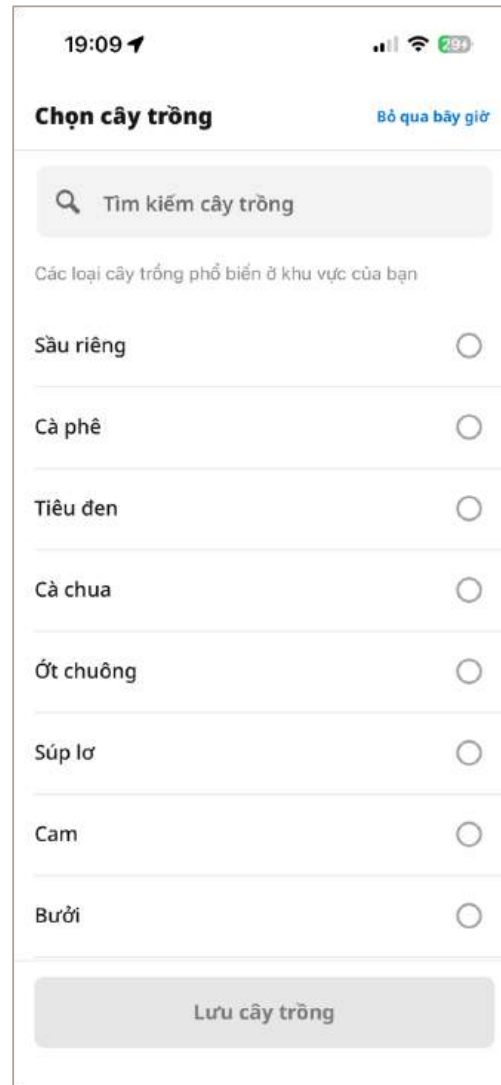 19:09
29
Chọn cây trồng
Bỏ qua bây giờ
Tìm kiếm cây trồng
Các loại cây trồng phổ biến ở khu vực của bạn
Sầu riêng
Cà phê
Tiêu đen
Cà chua
Ớt chuông
Súp lơ
Cam
Bưởi
Lưu cây trồng